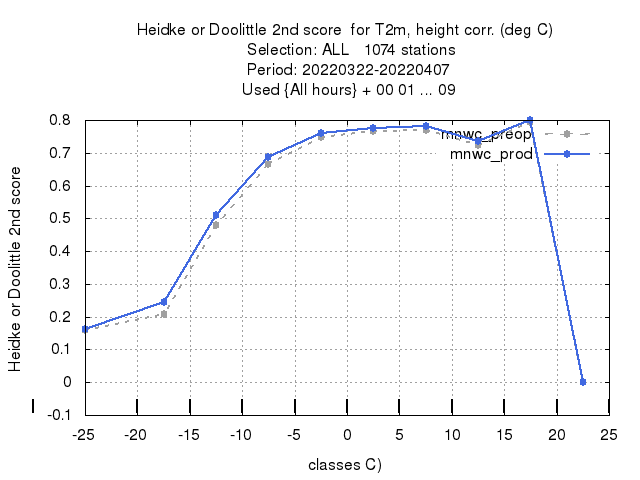 Heidke or Doolittle 2nd score  for T2m, height corr. (deg C)
Selection: ALL   1074 stations
Period: 20220322-20220407
Used {All hours} + 00 01 ... 09
mnwc_preop
mnwc_prod
Heidke or Doolittle 2nd score
0.8
0.7
0.6
0.5
0.4
0.3
0.2
0.1
0
-0.1
-25 -20 -15 -10 -5 0 5 10 15 20 25
classes C)